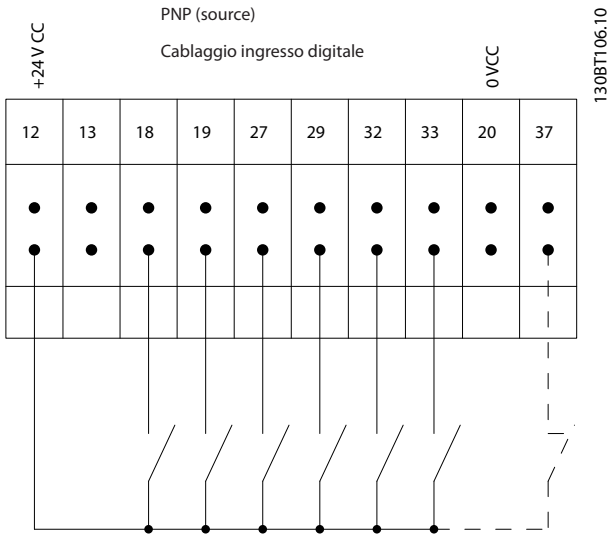 PNP (source)
Cablaggio ingresso digitale
+24 V CC
0 VCC
130BT106.10
12 13 18 19 27 29 32 33 20 37